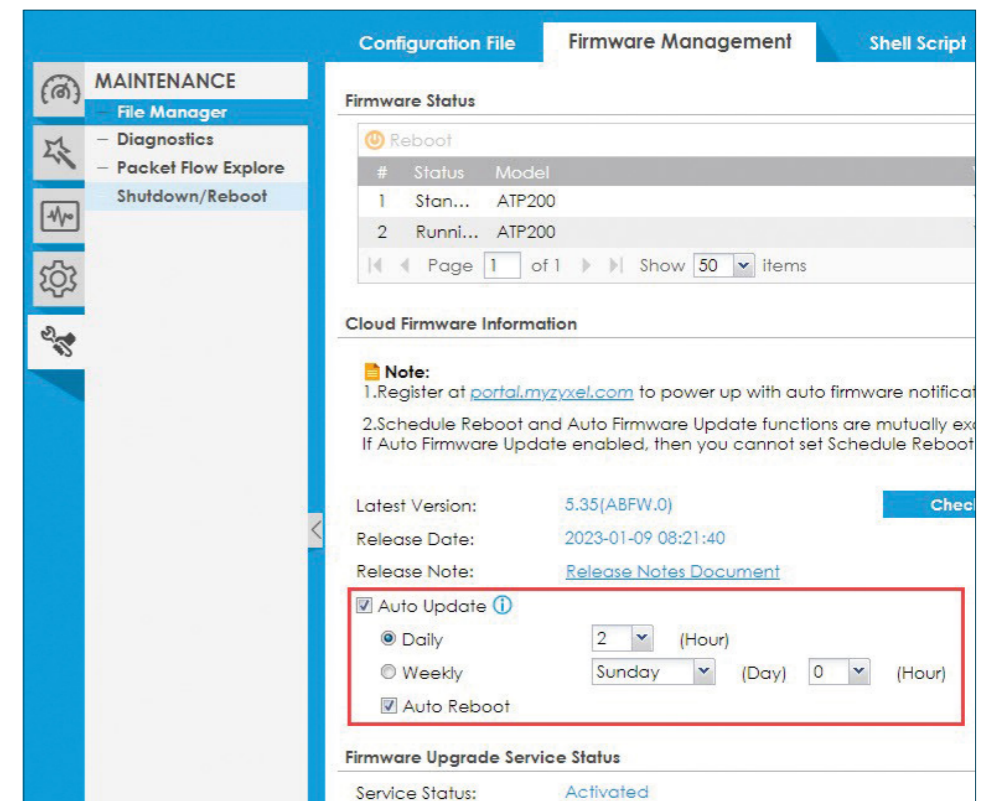 Configuration File Firmware Management Shell Script
MAINTENANCE
File Manager
Diagnostics
Packet Flow Explore
Shutdown/Reboot
Firmware Status
Reboot
# Status Model
1 Stan... ATP200
2 Runni... ATP200
Page 1 of 1 Show 50 items
Cloud Firmware Information
Note:
1.Register at portal.myzyxel.com to power up with auto firmware notificat
2.Schedule Reboot and Auto Firmware Update functions are mutually exc
If Auto Firmware Update enabled, then you cannot set Schedule Reboot
Latest Version: 5.35(ABFW.0) Chec
Release Date: 2023-01-09 08:21:40
Release Note: Release Notes Document
Auto Update
Daily 2 (Hour)
Weekly Sunday (Day) 0 (Hour)
Auto Reboot
Firmware Upgrade Service Status
Service Status: Activated